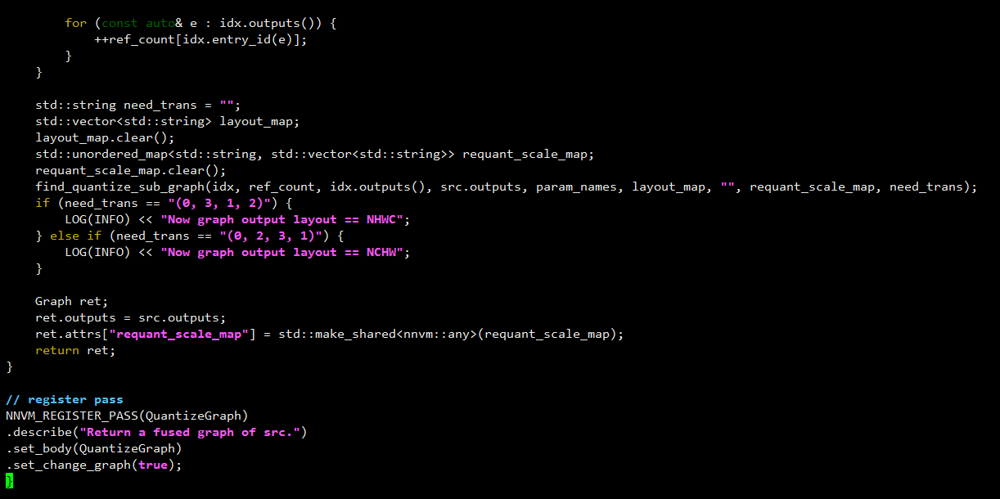 for (const auto& e : idx.outputs()) {
++ref_count[idx.entry_id(e)];
}
}
std::string need_trans = "";
std::vector<std::string> layout_map;
layout_map.clear();
std::unordered_map<std::string, std::vector<std::string>> requant_scale_map;
requant_scale_map.clear();
find_quantize_sub_graph(idx, ref_count, idx.outputs(), src.outputs, param_names, layout_map, "", requant_scale_map, need_trans);
if (need_trans == "(0, 3, 1, 2)") {
LOG(INFO) << "Now graph output layout == NHWC";
} else if (need_trans == "(0, 2, 3, 1)") {
LOG(INFO) << "Now graph output layout == NCHW";
}
Graph ret;
ret.outputs = src.outputs;
ret.attrs["requant_scale_map"] = std::make_shared<nnvm::any>(requant_scale_map);
return ret;
}
// register pass
NNVM_REGISTER_PASS(QuantizeGraph)
.describe("Return a fused graph of src.")
.set_body(QuantizeGraph)
.set_change_graph(true);
}